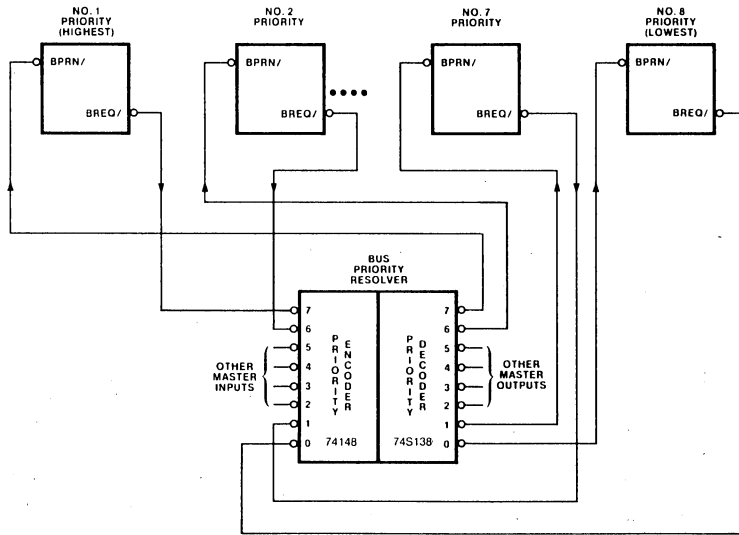 NO. 1
PRIORITY
(HIGHEST)
NO. 2
PRIORITY
NO. 7
PRIORITY
NO. 8
PRIORITY
(LOWEST)
BPRN/
BREQ/
BPRN/
BREQ/
BPRN/
BREQ/
BPRN/
BREQ/
BUS
PRIORITY
RESOLVER
7
6
5
4
3
2
1
0
OTHER
MASTER
INPUTS
PRIORITY
ENCODER
74148
PRIORITY
DECODER
74S138
7
6
5
4
3
2
1
0
OTHER
MASTER
OUTPUTS